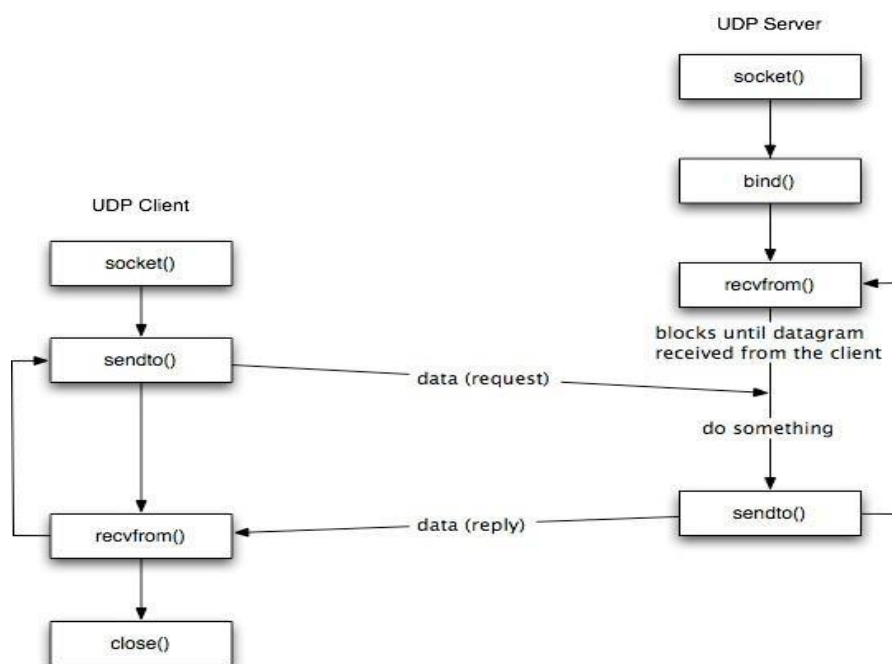 UDP Server
socket()
bind()
UDP Client
socket()
recvfrom()
blocks until datagram
received from the client
sendto()
data (request)
do something
sendto()
data (reply)
recvfrom()
close()